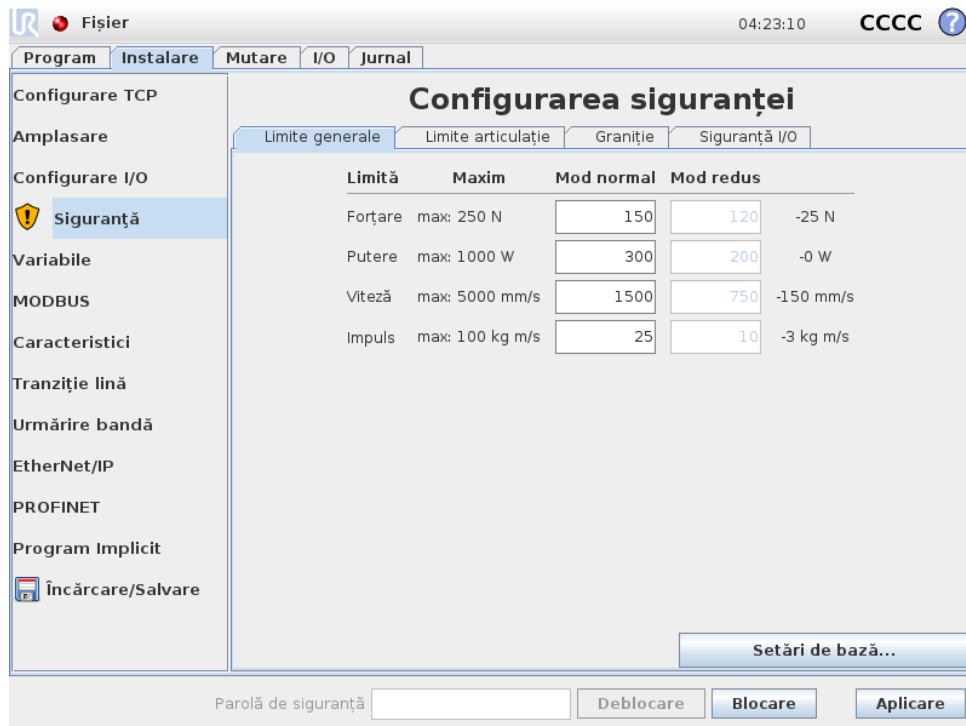 UR Fișier 04:23:10 CCCC ?
Program Instalare Mutare I/O Jurnal
Configurare TCP
Amplasare
Configurare I/O
Siguranță
Variabile
MODBUS
Caracteristici
Tranziție lină
Urmărire bandă
EtherNet/IP
PROFINET
Program Implicit
Încărcare/Salvare
Configurarea siguranței
Limite generale Limite articulație Graniție Siguranță I/O
Limită Maxim Mod normal Mod redus
Forțare max: 250 N 150 120 -25 N
Putere max: 1000 W 300 200 -0 W
Viteză max: 5000 mm/s 1500 750 -150 mm/s
Impuls max: 100 kg m/s 25 10 -3 kg m/s
Setări de bază...
Parolă de siguranță Deblocare Blocare Aplicare